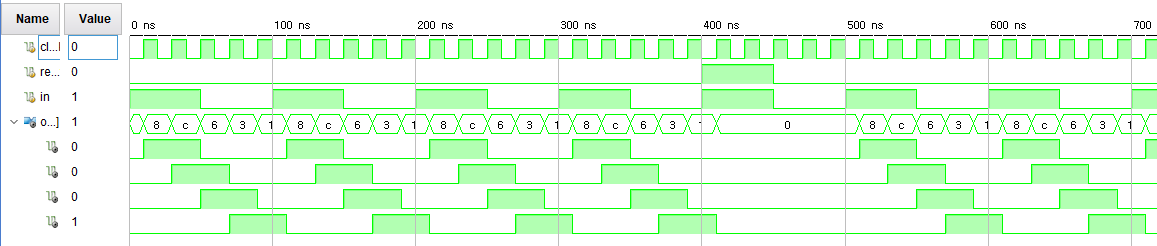 Name Value
0 ns 100 ns 200 ns 300 ns 400 ns 500 ns 600 ns 700
cl...l 0
re... 0
in 1
o...] 1 8 c 6 3 1 8 c 6 3 1 8 c 6 3 1 8 c 6 3 1 0 8 c 6 3 1 8 c 6 3 1
0
0
0
1